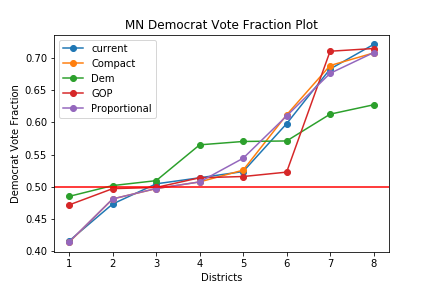 MN Democrat Vote Fraction Plot
current
Compact
Dem
GOP
Proportional
Democrat Vote Fraction
0.70
0.65
0.60
0.55
0.50
0.45
0.40
1 2 3 4 5 6 7 8
Districts